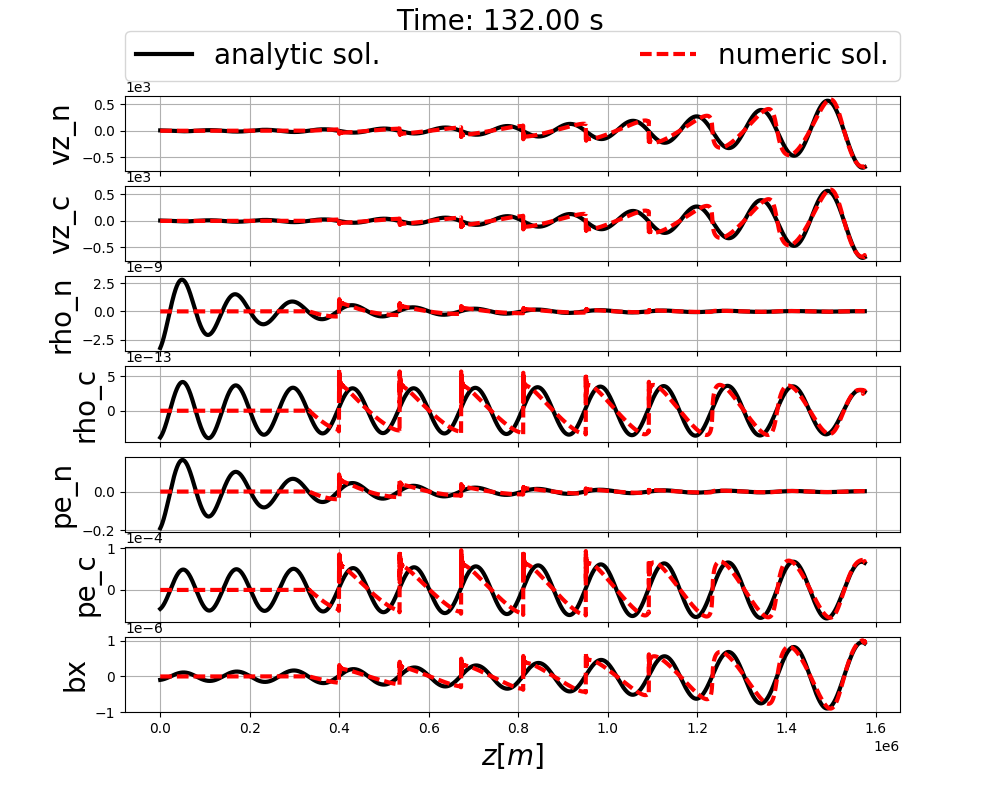 Time: 132.00 s
analytic sol. numeric sol.
1e3
vz_n
0.5
0.0
−0.5
1e3
vz_c
0.5
0.0
−0.5
1e−9
rho_n
2.5
0.0
−2.5
1e−13
rho_c
5
0
pe_n
0.0
−0.2
1e−4
pe_c
1
0
1e−6
bx
1
0
−1
0.0 0.2 0.4 0.6 0.8 1.0 1.2 1.4 1.6
1e6
z[m]